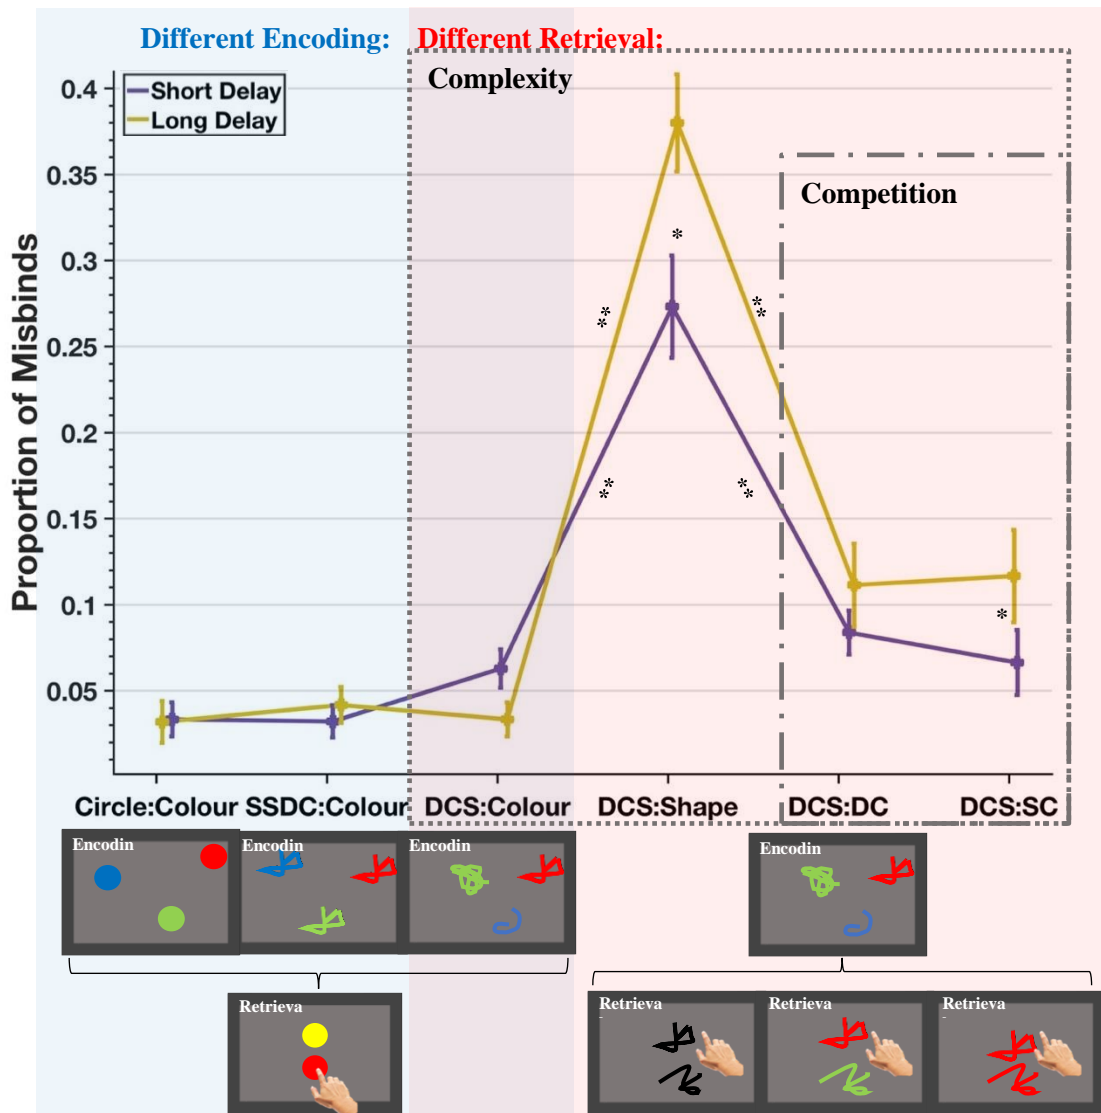 Different Encoding: Different Retrieval:
Complexity
Short Delay
Long Delay
Competition
Proportion of Misbinds
0.4
0.35
0.3
0.25
0.2
0.15
0.1
0.05
*
**
**
**
**
*
Circle:Colour SSDC:Colour DCS:Colour DCS:Shape DCS:DC DCS:SC
Encodin Encodin Encodin Encodin
Retrieva Retrieva Retrieva Retrieva